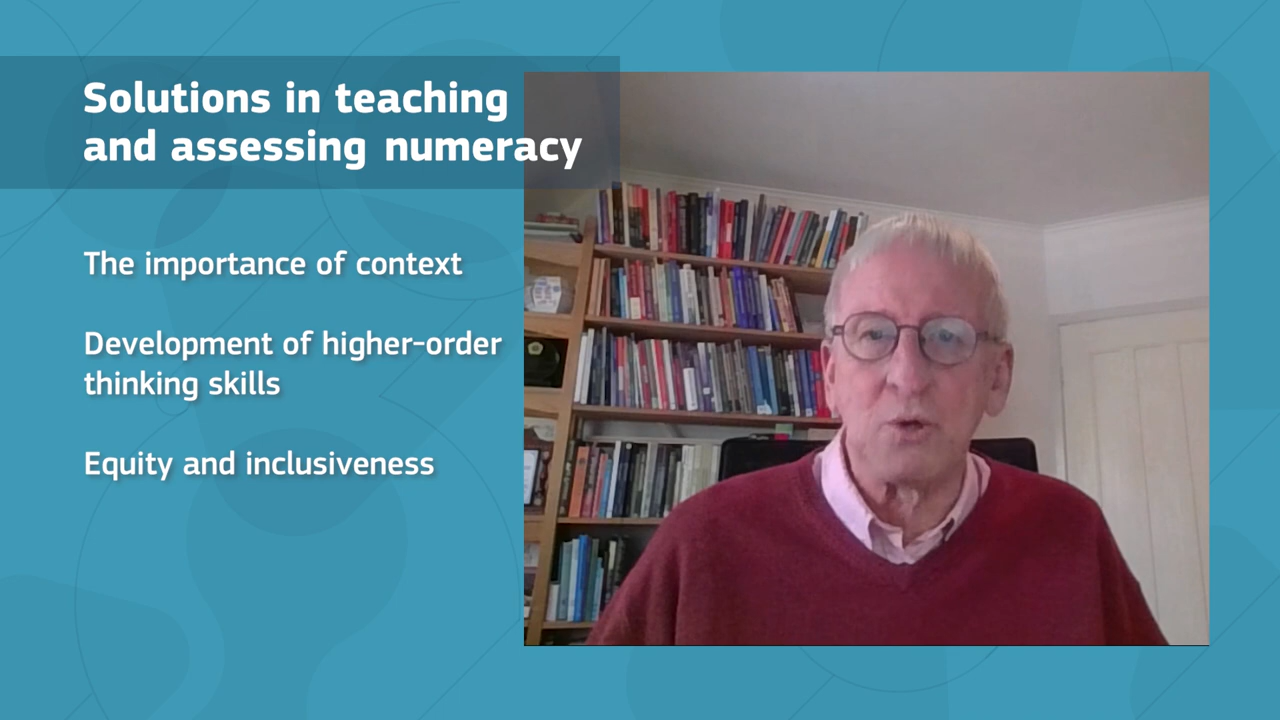 Solutions in teaching
and assessing numeracy
The importance of context
Development of higher-order
thinking skills
Equity and inclusiveness